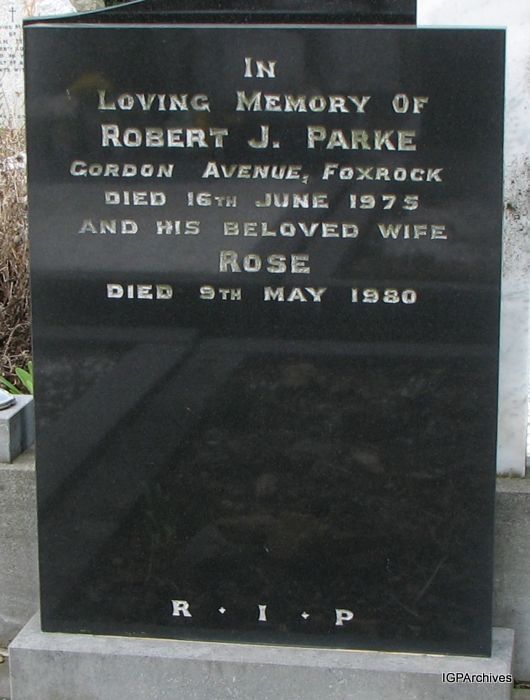 IN
LOVING MEMORY OF
ROBERT J. PARKE
GORDON AVENUE, FOXROCK
DIED 16TH JUNE 1975
AND HIS BELOVED WIFE
ROSE
DIED 9TH MAY 1980
R · I · P
IGPArchives